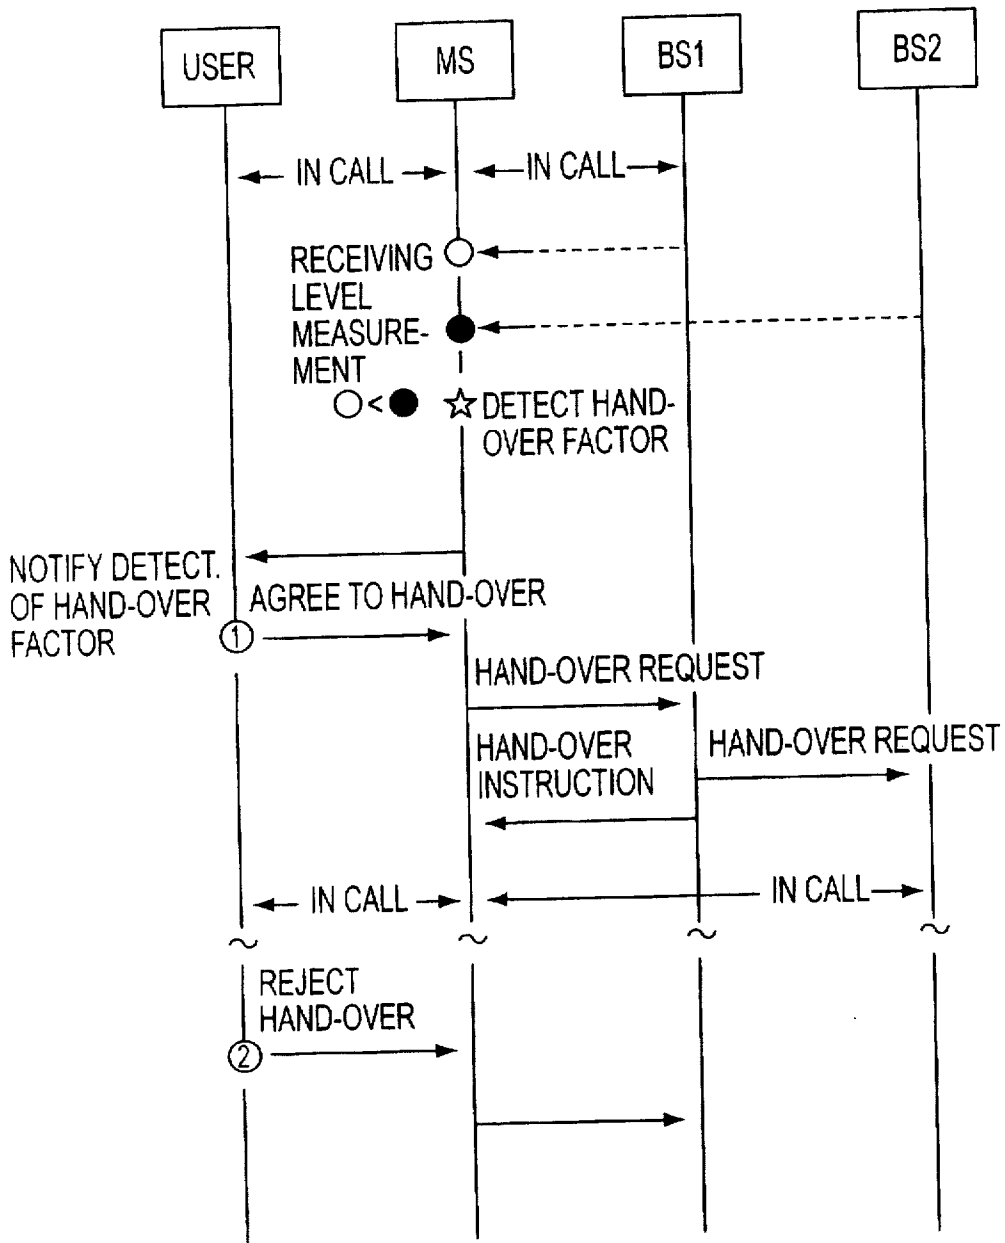 USER
MS
BS1
BS2
IN CALL
IN CALL
RECEIVING
LEVEL
MEASURE-
MENT
<
DETECT HAND-
OVER FACTOR
NOTIFY DETECT.
OF HAND-OVER
FACTOR
AGREE TO HAND-OVER
1
HAND-OVER REQUEST
HAND-OVER
INSTRUCTION
HAND-OVER REQUEST
IN CALL
IN CALL
REJECT
HAND-OVER
2